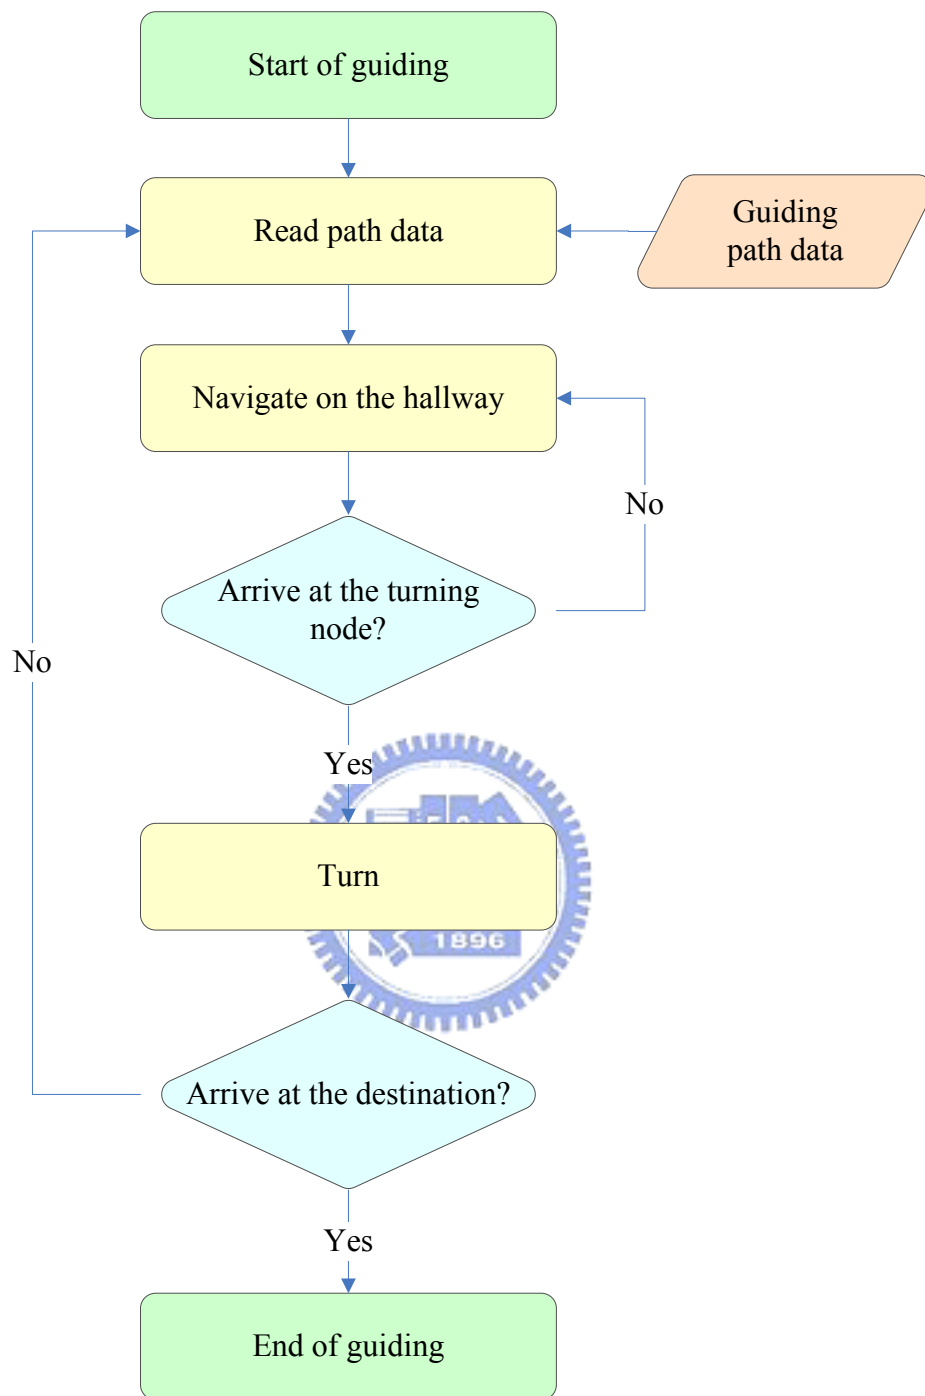 Start of guiding
Read path data
Guiding
path data
Navigate on the hallway
No
Arrive at the turning
node?
No
Yes
Turn
1896
Arrive at the destination?
Yes
End of guiding